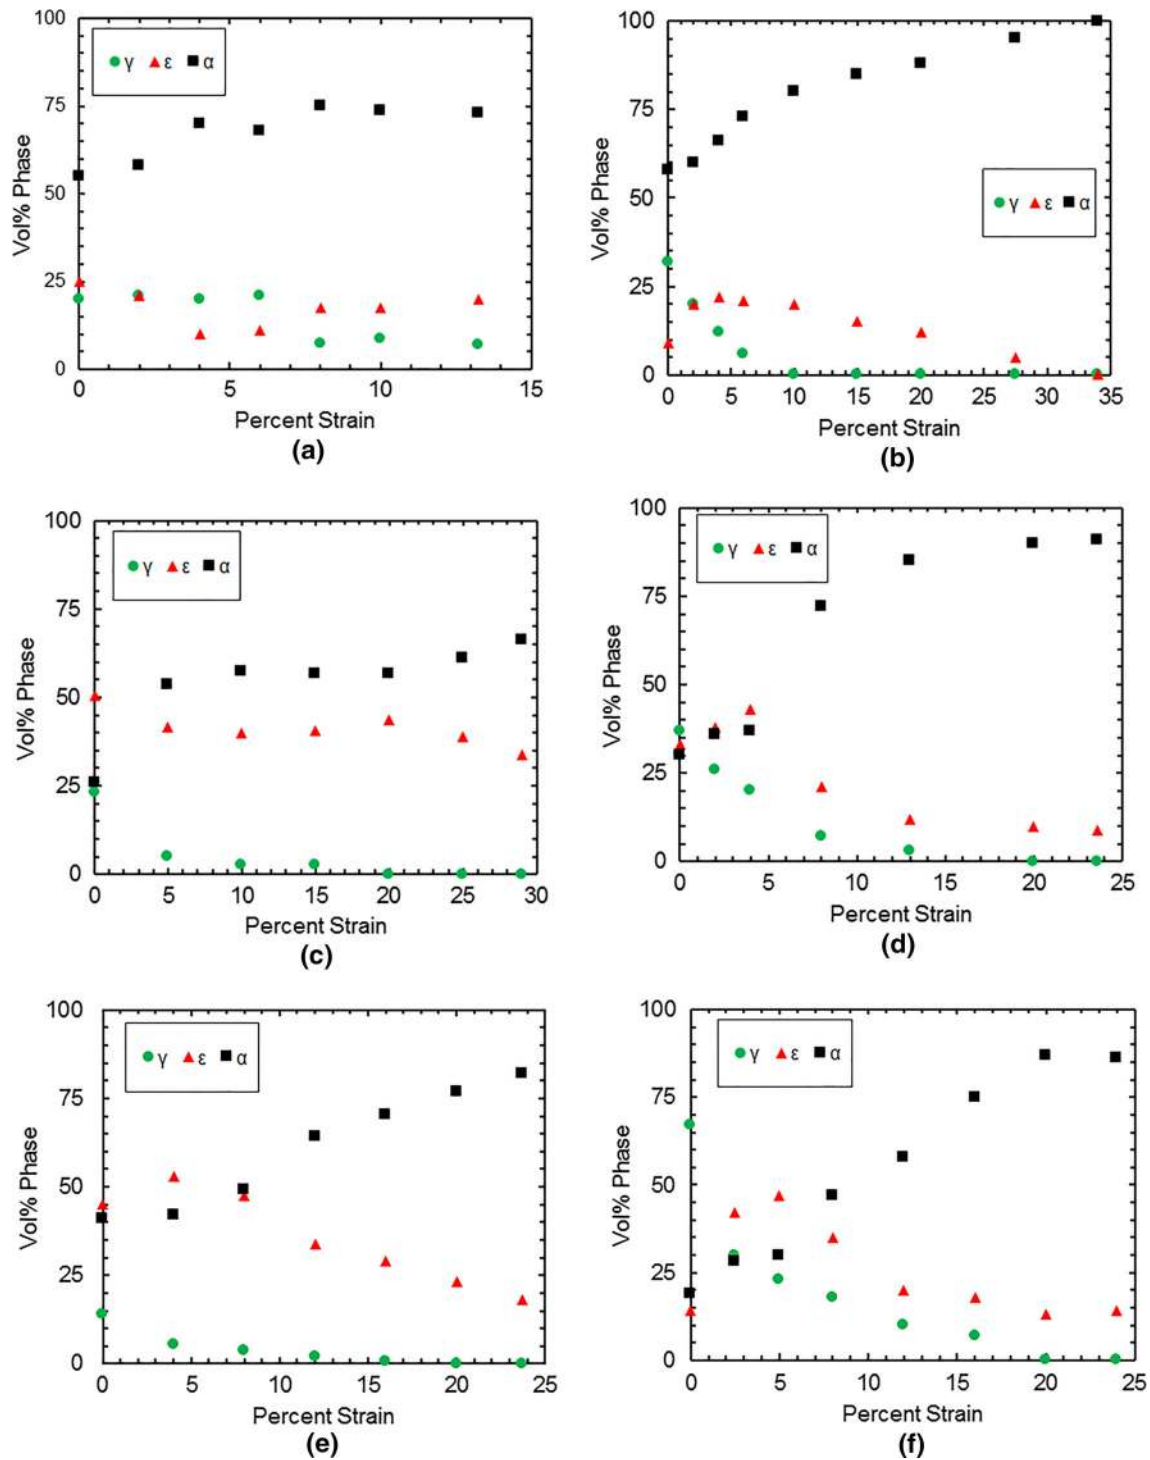 100
γ ε α
75
50
25
0
0 5 10 15
Vol% Phase
Percent Strain
(a)
100
75
50
25
0
γ ε α
0 5 10 15 20 25 30 35
Vol% Phase
Percent Strain
(b)
100
γ ε α
75
50
25
0
0 5 10 15 20 25 30
Vol% Phase
Percent Strain
(c)
100
γ ε α
75
50
25
0
0 5 10 15 20 25
Vol% Phase
Percent Strain
(d)
100
γ ε α
75
50
25
0
0 5 10 15 20 25
Vol% Phase
Percent Strain
(e)
100
γ ε α
75
50
25
0
0 5 10 15 20 25
Vol% Phase
Percent Strain
(f)